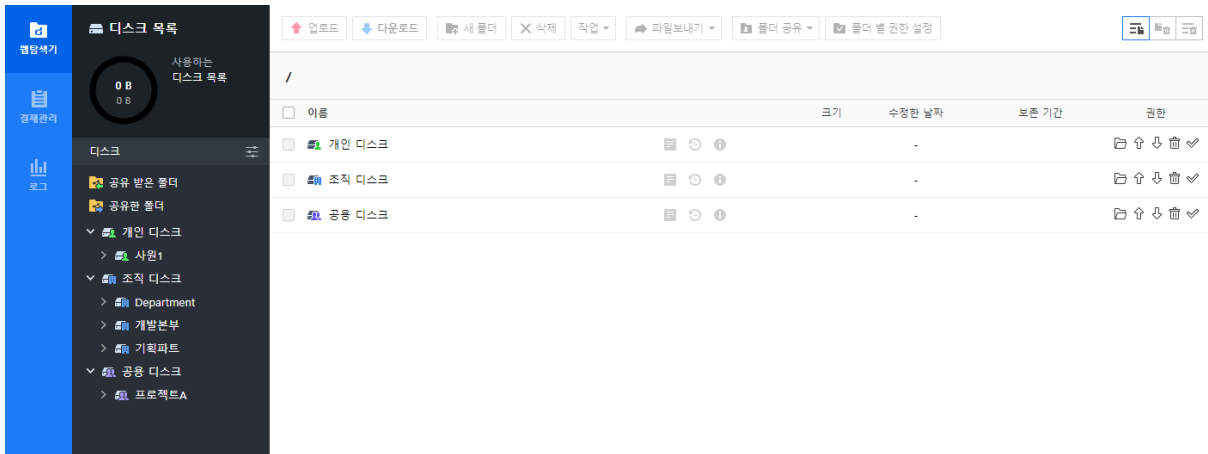 웹탐색기
결재관리
로그
디스크 목록
0 B
0 B
사용하는
디스크 목록
디스크
공유 받은 폴더
공유한 폴더
개인 디스크
사원1
조직 디스크
Department
개발본부
기획파트
공용 디스크
프로젝트A
업로드 다운로드 새 폴더 삭제 작업 파일보내기 폴더 공유 폴더 별 권한 설정
/
이름 크기 수정한 날짜 보존 기간 권한
개인 디스크 -
조직 디스크 -
공용 디스크 -